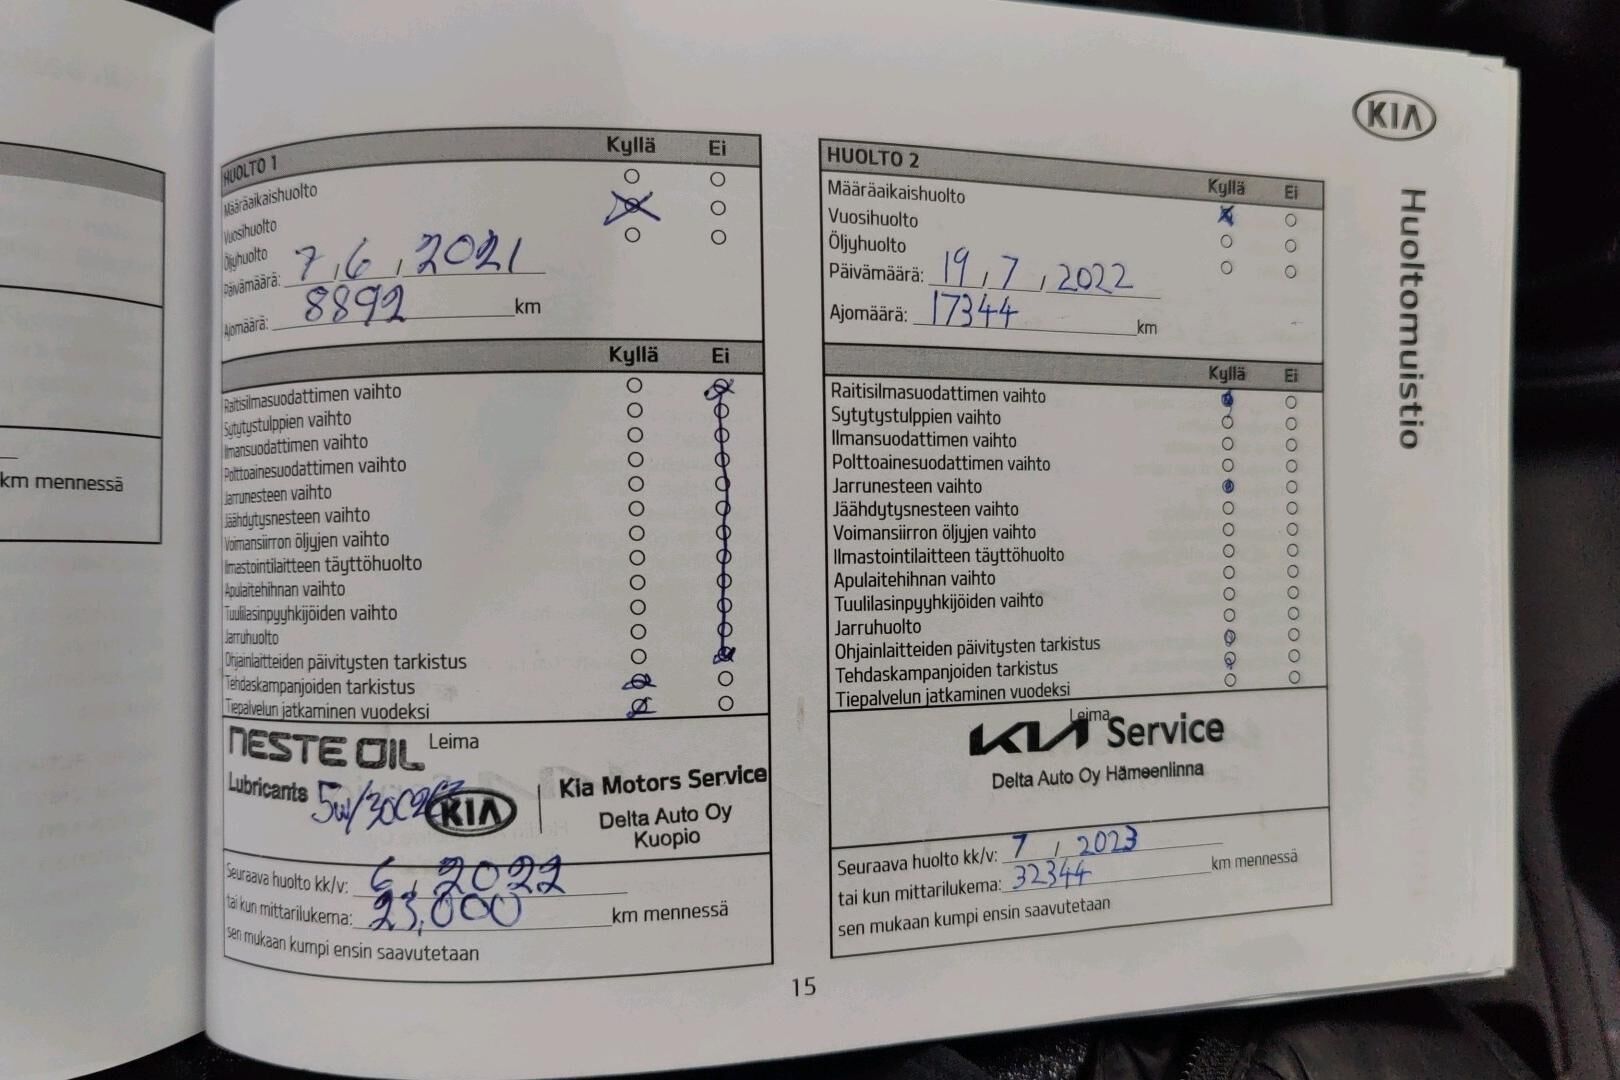 km mennessä
KIA
Huoltomuistio
HUOLTO 1 Kyllä Ei
Määräaikaishuolto
Vuosihuolto
Öljyhuolto
Päivämäärä: 7, 6, 2021
Ajomäärä: 8892 km
Kyllä Ei
Raitisilmasuodattimen vaihto
Sytytystulppien vaihto
Ilmansuodattimen vaihto
Polttoainesuodattimen vaihto
Jarrunesteen vaihto
Jäähdytysnesteen vaihto
Voimansiirron öljyjen vaihto
Ilmastointilaitteen täyttöhuolto
Apulaitehihnan vaihto
Tuulilasinpyyhkijöiden vaihto
Jarruhuolto
Ohjainlaitteiden päivitysten tarkistus
Tehdaskampanjoiden tarkistus
Tiepalvelun jatkaminen vuodeksi
NESTE OIL Leima
Lubricants 5w/30
KIA Kia Motors Service
Delta Auto Oy
Kuopio
Seuraava huolto kk/v: 6, 2022
tai kun mittarilukema: 23,000 km mennessä
sen mukaan kumpi ensin saavutetaan
HUOLTO 2
Kyllä Ei
Määräaikaishuolto
Vuosihuolto
Öljyhuolto
Päivämäärä: 19, 7, 2022
Ajomäärä: 17344 km
Kyllä Ei
Raitisilmasuodattimen vaihto
Sytytystulppien vaihto
Ilmansuodattimen vaihto
Polttoainesuodattimen vaihto
Jarrunesteen vaihto
Jäähdytysnesteen vaihto
Voimansiirron öljyjen vaihto
Ilmastointilaitteen täyttöhuolto
Apulaitehihnan vaihto
Tuulilasinpyyhkijöiden vaihto
Jarruhuolto
Ohjainlaitteiden päivitysten tarkistus
Tehdaskampanjoiden tarkistus
Tiepalvelun jatkaminen vuodeksi
Leima
KIA Service
Delta Auto Oy Hämeenlinna
Seuraava huolto kk/v: 7, 2023
tai kun mittarilukema: 32344 km mennessä
sen mukaan kumpi ensin saavutetaan
15